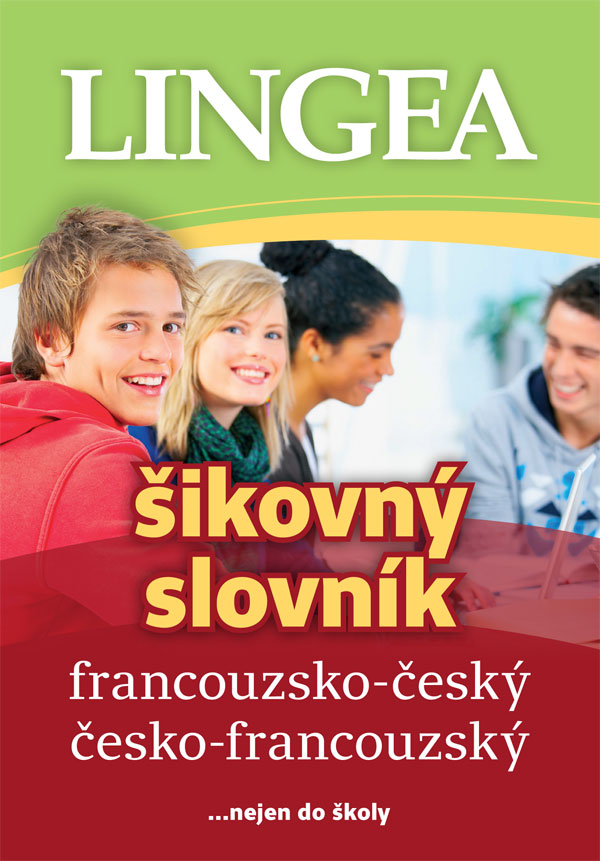 LINGEA
šikovný
slovník
francouzsko-český
česko-francouzský
...nejen do školy